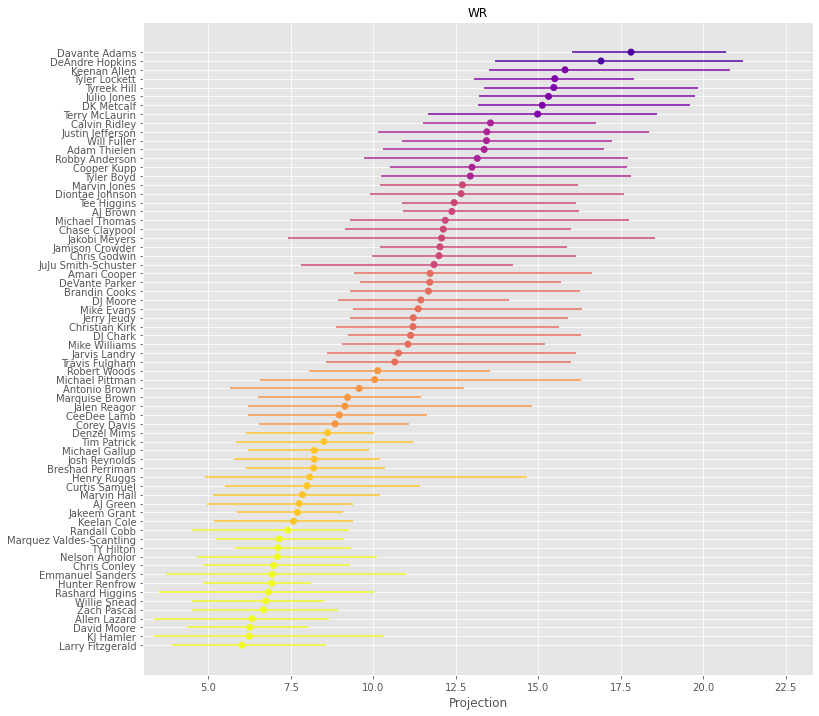 WR
Davante Adams
DeAndre Hopkins
Keenan Allen
Tyler Lockett
Tyreek Hill
Julio Jones
DK Metcalf
Terry McLaurin
Calvin Ridley
Justin Jefferson
Will Fuller
Adam Thielen
Robby Anderson
Cooper Kupp
Tyler Boyd
Marvin Jones
Diontae Johnson
Tee Higgins
AJ Brown
Michael Thomas
Chase Claypool
Jakobi Meyers
Jamison Crowder
Chris Godwin
JuJu Smith-Schuster
Amari Cooper
DeVante Parker
Brandin Cooks
DJ Moore
Mike Evans
Jerry Jeudy
Christian Kirk
DJ Chark
Mike Williams
Jarvis Landry
Travis Fulgham
Robert Woods
Michael Pittman
Antonio Brown
Marquise Brown
Jalen Reagor
CeeDee Lamb
Corey Davis
Denzel Mims
Tim Patrick
Michael Gallup
Josh Reynolds
Breshad Perriman
Henry Ruggs
Curtis Samuel
Marvin Hall
AJ Green
Jakeem Grant
Keelan Cole
Randall Cobb
Marquez Valdes-Scantling
TY Hilton
Nelson Agholor
Chris Conley
Emmanuel Sanders
Hunter Renfrow
Rashard Higgins
Willie Snead
Zach Pascal
Allen Lazard
David Moore
KJ Hamler
Larry Fitzgerald
5.0 7.5 10.0 12.5 15.0 17.5 20.0 22.5
Projection